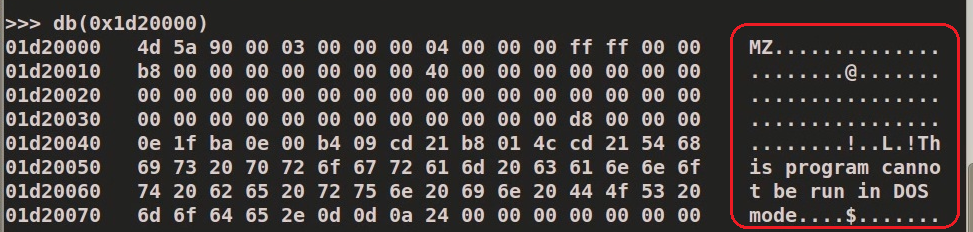 >>> db(0x1d20000)
01d20000 4d 5a 90 00 03 00 00 00 04 00 00 00 ff ff 00 00 MZ..............
01d20010 b8 00 00 00 00 00 00 00 40 00 00 00 00 00 00 00 ........@.......
01d20020 00 00 00 00 00 00 00 00 00 00 00 00 00 00 00 00 ................
01d20030 00 00 00 00 00 00 00 00 00 00 00 00 d8 00 00 00 ................
01d20040 0e 1f ba 0e 00 b4 09 cd 21 b8 01 4c cd 21 54 68 ........!..L.!Th
01d20050 69 73 20 70 72 6f 67 72 61 6d 20 63 61 6e 6e 6f is program canno
01d20060 74 20 62 65 20 72 75 6e 20 69 6e 20 44 4f 53 20 t be run in DOS
01d20070 6d 6f 64 65 2e 0d 0d 0a 24 00 00 00 00 00 00 00 mode....$.......